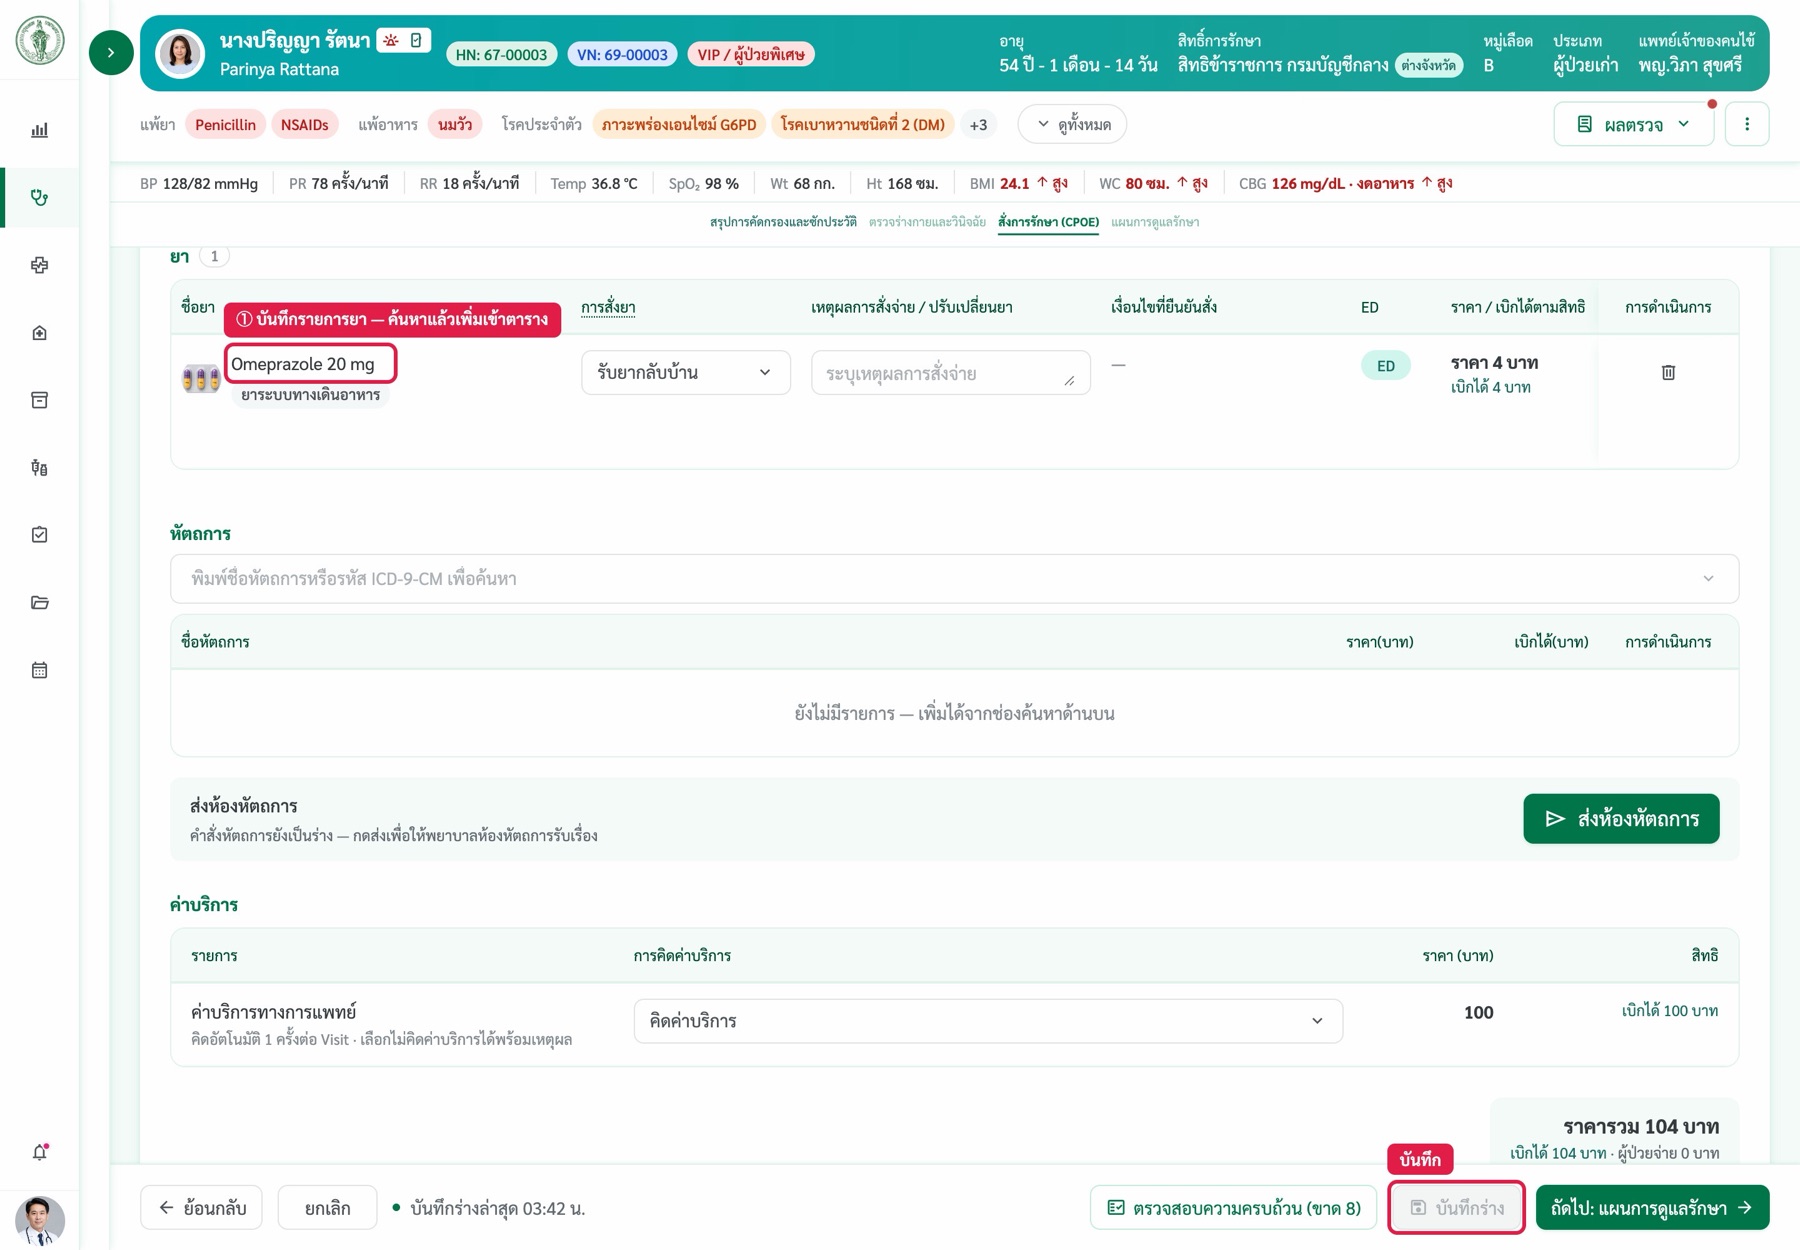 นางปริญญา รัตนา
Parinya Rattana
HN: 67-00003
VN: 69-00003
VIP / ผู้ป่วยพิเศษ
อายุ
54 ปี - 1 เดือน - 14 วัน
สิทธิ์การรักษา
สิทธิข้าราชการ กรมบัญชีกลาง ต่างจังหวัด
หมู่เลือด
B
ประเภท
ผู้ป่วยเก่า
แพทย์เจ้าของคนไข้
พญ.วิภา สุขศรี
แพ้ยา Penicillin NSAIDs แพ้อาหาร นมวัว โรคประจำตัว ภาวะพร่องเอนไซม์ G6PD โรคเบาหวานชนิดที่ 2 (DM) +3 ดูทั้งหมด
ผลตรวจ
BP 128/82 mmHg PR 78 ครั้ง/นาที RR 18 ครั้ง/นาที Temp 36.8 °C SpO₂ 98 % Wt 68 กก. Ht 168 ซม. BMI 24.1 ↑ สูง WC 80 ซม. ↑ สูง CBG 126 mg/dL · งดอาหาร ↑ สูง
สรุปการคัดกรองและซักประวัติ ตรวจร่างกายและวินิจฉัย สั่งการรักษา (CPOE) แผนการดูแลรักษา
ยา 1
ชื่อยา
① บันทึกรายการยา — ค้นหาแล้วเพิ่มเข้าตาราง
การสั่งยา
เหตุผลการสั่งจ่าย / ปรับเปลี่ยนยา
เงื่อนไขที่ยืนยันสั่ง
ED
ราคา / เบิกได้ตามสิทธิ
การดำเนินการ
Omeprazole 20 mg
ยาระบบทางเดินอาหาร
รับยากลับบ้าน
ระบุเหตุผลการสั่งจ่าย
—
ED
ราคา 4 บาท
เบิกได้ 4 บาท
หัตถการ
พิมพ์ชื่อหัตถการหรือรหัส ICD-9-CM เพื่อค้นหา
ชื่อหัตถการ ราคา(บาท) เบิกได้(บาท) การดำเนินการ
ยังไม่มีรายการ — เพิ่มได้จากช่องค้นหาด้านบน
ส่งห้องหัตถการ
คำสั่งหัตถการยังเป็นร่าง — กดส่งเพื่อให้พยาบาลห้องหัตถการรับเรื่อง
ส่งห้องหัตถการ
ค่าบริการ
รายการ การคิดค่าบริการ ราคา (บาท) สิทธิ
ค่าบริการทางการแพทย์
คิดอัตโนมัติ 1 ครั้งต่อ Visit · เลือกไม่คิดค่าบริการได้พร้อมเหตุผล
คิดค่าบริการ
100
เบิกได้ 100 บาท
ราคารวม 104 บาท
เบิกได้ 104 บาท · ผู้ป่วยจ่าย 0 บาท
บันทึก
ย้อนกลับ
ยกเลิก
บันทึกร่างล่าสุด 03:42 น.
ตรวจสอบความครบถ้วน (ขาด 8)
บันทึกร่าง
ถัดไป: แผนการดูแลรักษา